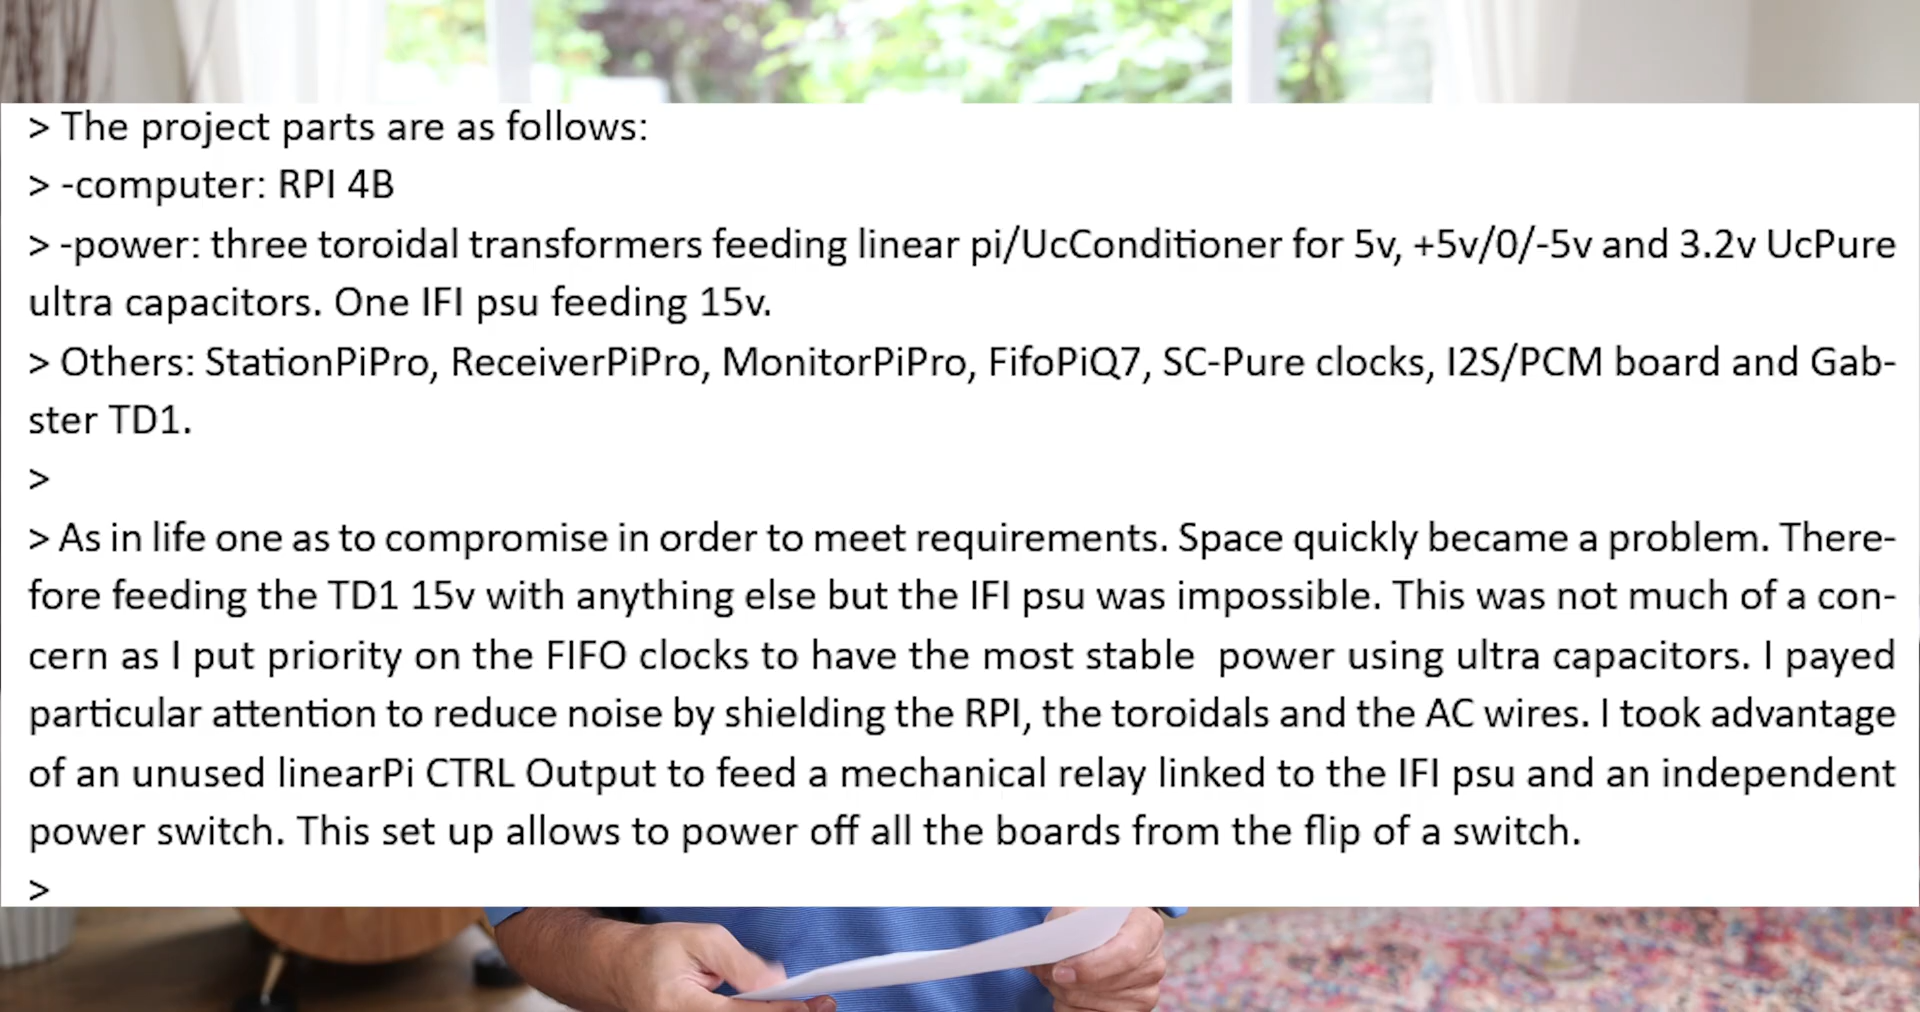 > The project parts are as follows:
> -computer: RPI 4B
> -power: three toroidal transformers feeding linear pi/UcConditioner for 5v, +5v/0/-5v and 3.2v UcPure
ultra capacitors. One IFI psu feeding 15v.
> Others: StationPiPro, ReceiverPiPro, MonitorPiPro, FifoPiQ7, SC-Pure clocks, I2S/PCM board and Gab-
ster TD1.
>
> As in life one as to compromise in order to meet requirements. Space quickly became a problem. There-
fore feeding the TD1 15v with anything else but the IFI psu was impossible. This was not much of a con-
cern as I put priority on the FIFO clocks to have the most stable  power using ultra capacitors. I payed
particular attention to reduce noise by shielding the RPI, the toroidals and the AC wires. I took advantage
of an unused linearPi CTRL Output to feed a mechanical relay linked to the IFI psu and an independent
power switch. This set up allows to power off all the boards from the flip of a switch.
>